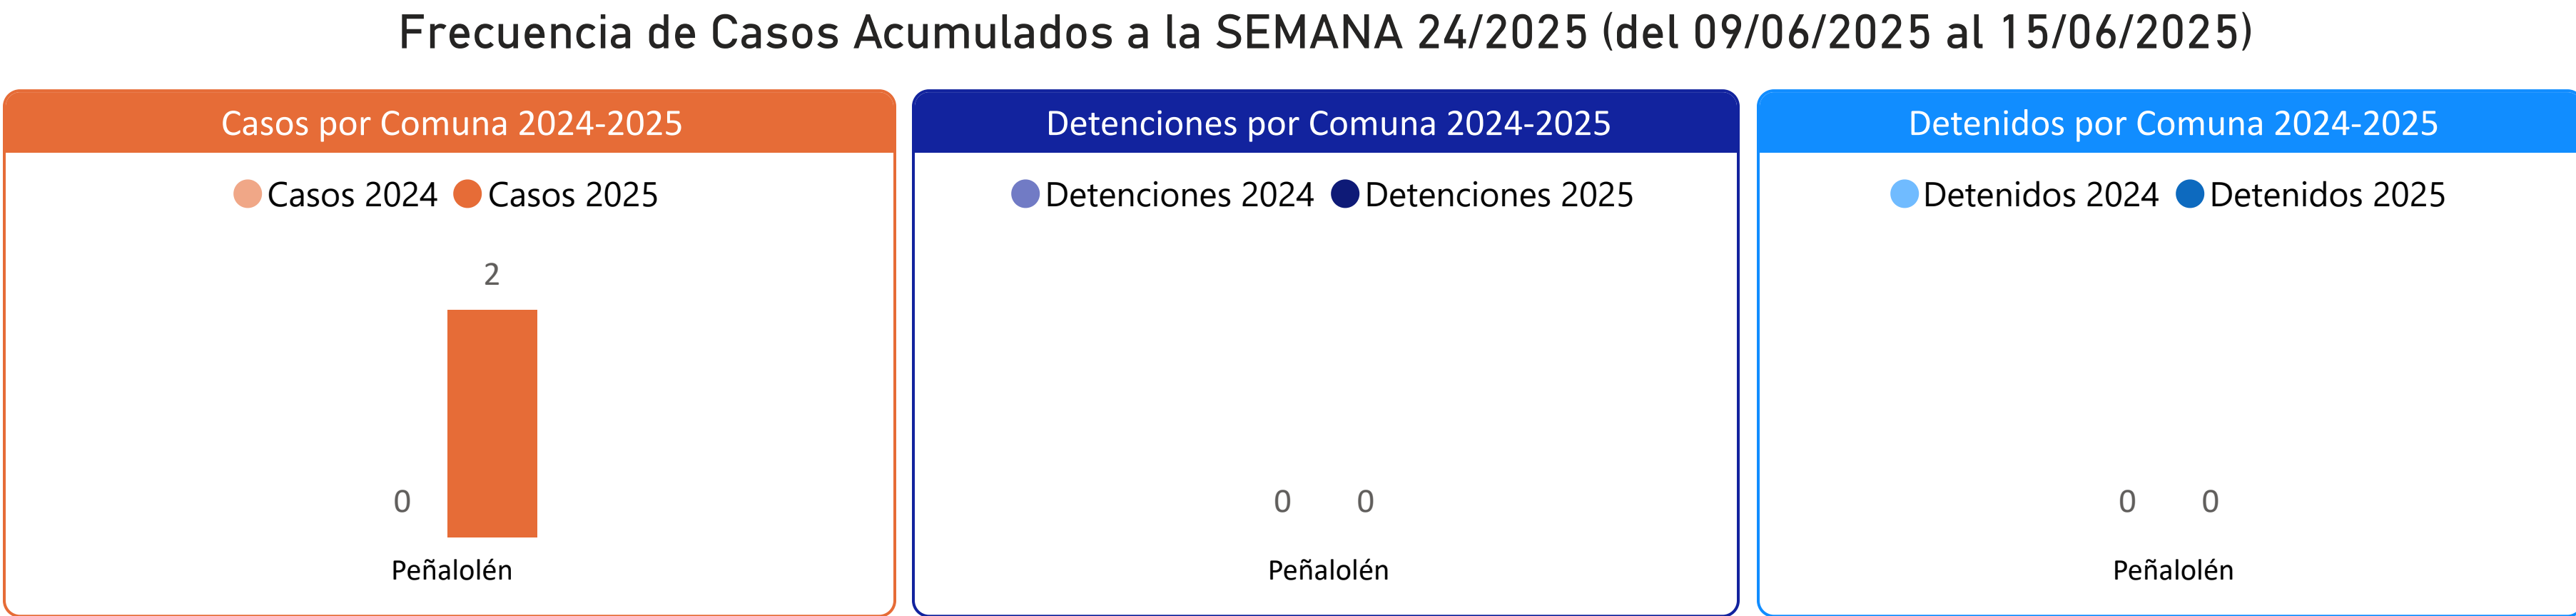 Frecuencia de Casos Acumulados a la SEMANA 24/2025 (del 09/06/2025 al 15/06/2025)
Casos por Comuna 2024-2025
Casos 2024 Casos 2025
2
0
Peñalolén
Detenciones por Comuna 2024-2025
Detenciones 2024 Detenciones 2025
0 0
Peñalolén
Detenidos por Comuna 2024-2025
Detenidos 2024 Detenidos 2025
0 0
Peñalolén